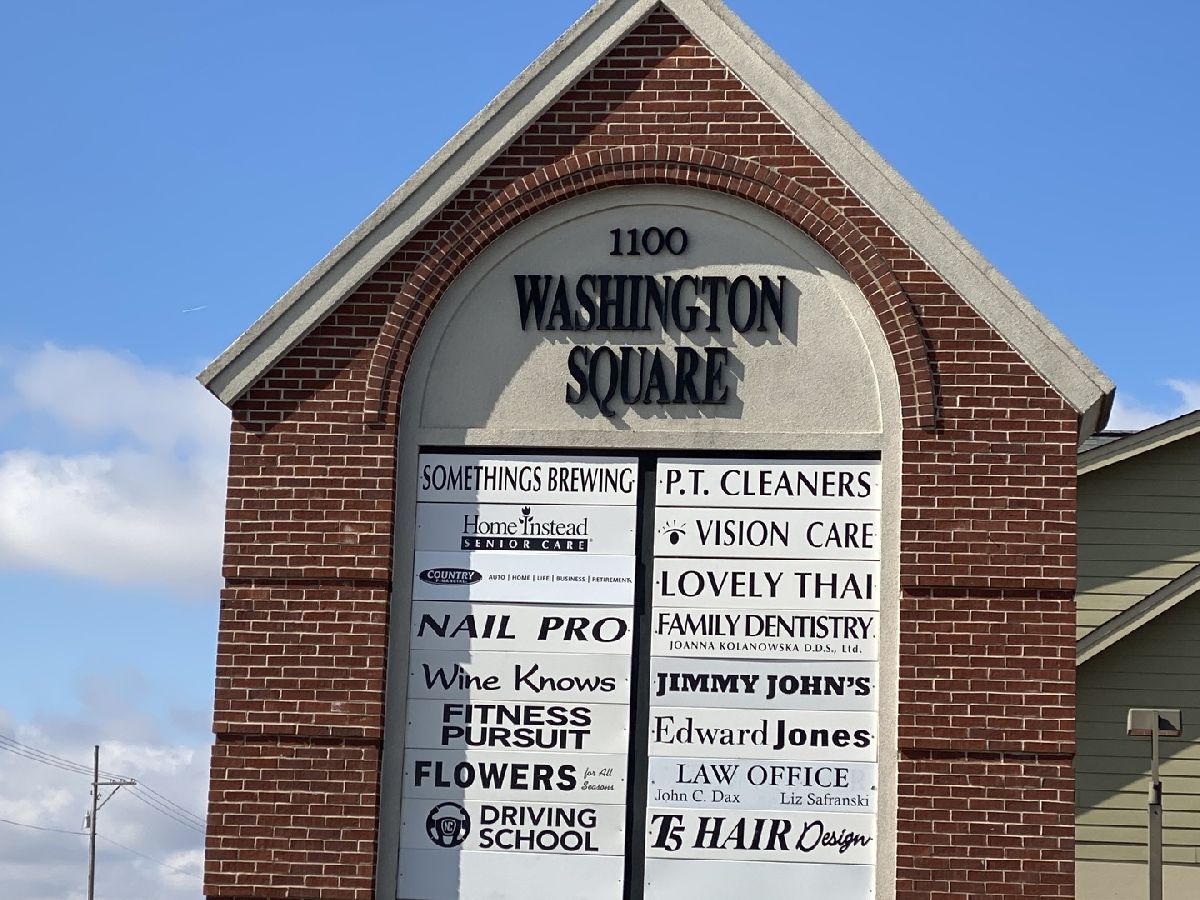 1100
WASHINGTON
SQUARE
SOMETHINGS BREWING
Home Instead
SENIOR CARE
COUNTRY
FINANCIAL
AUTO | HOME | LIFE | BUSINESS | RETIREMENT
NAIL PRO
Wine Knows
FITNESS
PURSUIT
FLOWERS for All
Seasons
DRIVING
SCHOOL
P.T. CLEANERS
VISION CARE
LOVELY THAI
FAMILY DENTISTRY
JOANNA KOLANOWSKA D.D.S., Ltd.
JIMMY JOHN'S
Edward Jones
LAW OFFICE
John C. Dax Liz Safranski
T5 HAIR Design